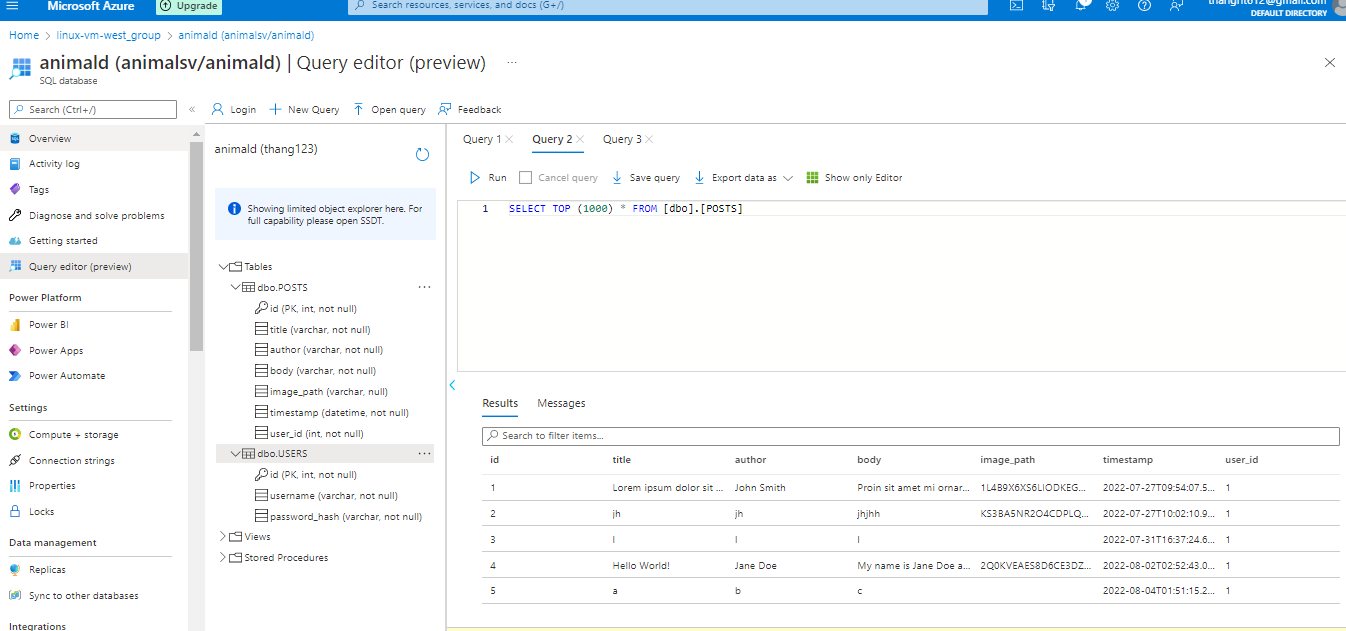 Microsoft Azure
Upgrade
Search resources, services, and docs (G+/)
DEFAULT DIRECTORY
Home > linux-vm-west_group > animald (animalsv/animald)
animald (animalsv/animald) | Query editor (preview) ...
SQL database
Search (Ctrl+/)
«
Overview
Activity log
Tags
Diagnose and solve problems
Getting started
Query editor (preview)
Power Platform
Power BI
Power Apps
Power Automate
Settings
Compute + storage
Connection strings
Properties
Locks
Data management
Replicas
Sync to other databases
Integrations
Login New Query Open query Feedback
animald (thang123)
Showing limited object explorer here. For
full capability please open SSDT.
Tables
dbo.POSTS ...
id (PK, int, not null)
title (varchar, not null)
author (varchar, not null)
body (varchar, not null)
image_path (varchar, null)
timestamp (datetime, not null)
user_id (int, not null)
dbo.USERS ...
id (PK, int, not null)
username (varchar, not null)
password_hash (varchar, not null)
Views
Stored Procedures
Query 1 Query 2 Query 3
Run Cancel query Save query Export data as Show only Editor
1 SELECT TOP (1000) * FROM [dbo].[POSTS]
Results Messages
Search to filter items...
id title author body image_path timestamp user_id
1 Lorem ipsum dolor sit ... John Smith Proin sit amet mi ornar... 1L4B9X6XS6LIODKEG... 2022-07-27T09:54:07.5... 1
2 jh jh jhjhh KS3BA5NR2O4CDPLQ... 2022-07-27T10:02:10.9... 1
3 l l l 2022-07-31T16:37:24.6... 1
4 Hello World! Jane Doe My name is Jane Doe a... 2Q0KVEAES8D6CE3DZ... 2022-08-02T02:52:43.0... 1
5 a b c 2022-08-04T01:51:15.2... 1